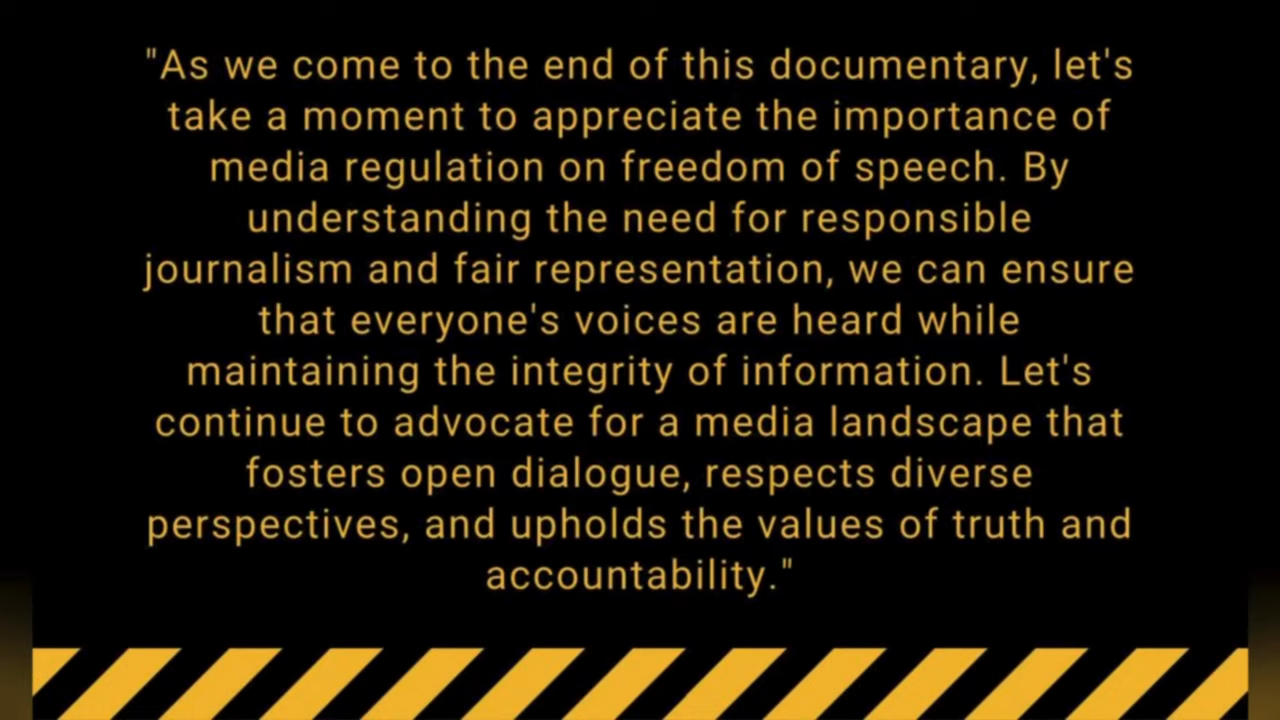 "As we come to the end of this documentary, let's
take a moment to appreciate the importance of
media regulation on freedom of speech. By
understanding the need for responsible
journalism and fair representation, we can ensure
that everyone's voices are heard while
maintaining the integrity of information. Let's
continue to advocate for a media landscape that
fosters open dialogue, respects diverse
perspectives, and upholds the values of truth and
accountability."